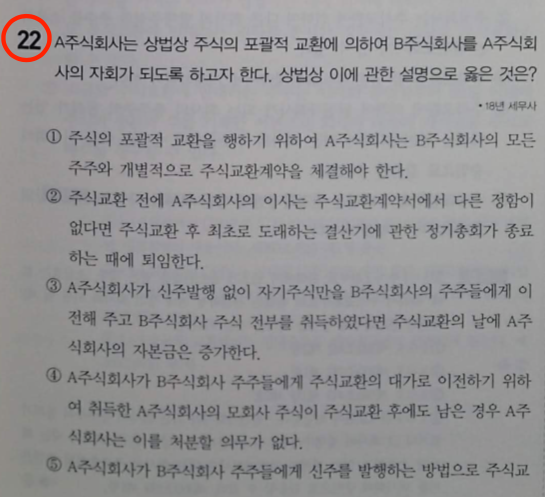 22 A주식회사는 상법상 주식의 포괄적 교환에 의하여 B주식회사를 A주식회
사의 자회가 되도록 하고자 한다. 상법상 이에 관한 설명으로 옳은 것은?
• 18년 세무사
① 주식의 포괄적 교환을 행하기 위하여 A주식회사는 B주식회사의 모든
주주와 개별적으로 주식교환계약을 체결해야 한다.
② 주식교환 전에 A주식회사의 이사는 주식교환계약서에서 다른 정함이
없다면 주식교환 후 최초로 도래하는 결산기에 관한 정기총회가 종료
하는 때에 퇴임한다.
③ A주식회사가 신주발행 없이 자기주식만을 B주식회사의 주주들에게 이
전해 주고 B주식회사 주식 전부를 취득하였다면 주식교환의 날에 A주
식회사의 자본금은 증가한다.
④ A주식회사가 B주식회사 주주들에게 주식교환의 대가로 이전하기 위하
여 취득한 A주식회사의 모회사 주식이 주식교환 후에도 남은 경우 A주
식회사는 이를 처분할 의무가 없다.
⑤ A주식회사가 B주식회사 주주들에게 신주를 발행하는 방법으로 주식교